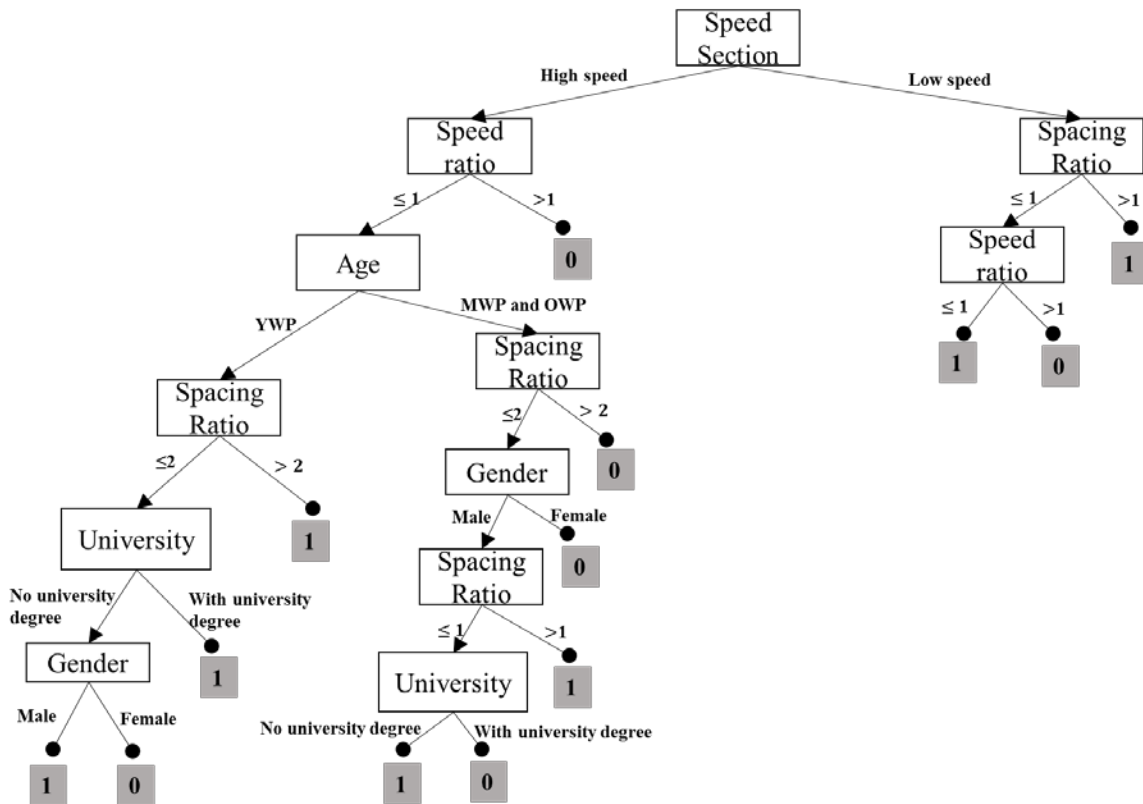 Speed
Section
High speed
Low speed
Speed
ratio
Spacing
Ratio
≤ 1
>1
≤ 1
>1
Age
0
Speed
ratio
1
YWP
MWP and OWP
≤ 1
>1
Spacing
Ratio
1
0
Spacing
Ratio
≤2
> 2
≤2
> 2
Gender
0
University
1
Male
Female
Spacing
Ratio
0
No university
degree
With university
degree
≤ 1
>1
Gender
1
University
1
Male
Female
No university degree
With university degree
1
0
1
0